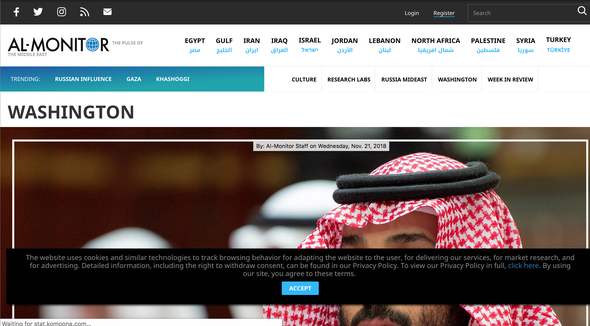 Login Register Search
AL-MONITOR THE PULSE OF
THE MIDDLE EAST
EGYPT GULF IRAN IRAQ ISRAEL JORDAN LEBANON NORTH AFRICA PALESTINE SYRIA TURKEY
مصر الخليج ایران العراق ישראל الأردن لبنان شمال افريقيا فلسطين سوريا TÜRKİYE
TRENDING: RUSSIAN INFLUENCE GAZA KHASHOGGI CULTURE RESEARCH LABS RUSSIA MIDEAST WASHINGTON WEEK IN REVIEW
WASHINGTON
By: Al-Monitor Staff on Wednesday, Nov. 21, 2018
The website uses cookies and similar technologies to track browsing behavior for adapting the website to the user, for delivering our services, for market research, and
for advertising. Detailed information, including the right to withdraw consent, can be found in our Privacy Policy. To view our Privacy Policy in full, click here. By using
our site, you agree to these terms.
ACCEPT
Waiting for stat.komoona.com...